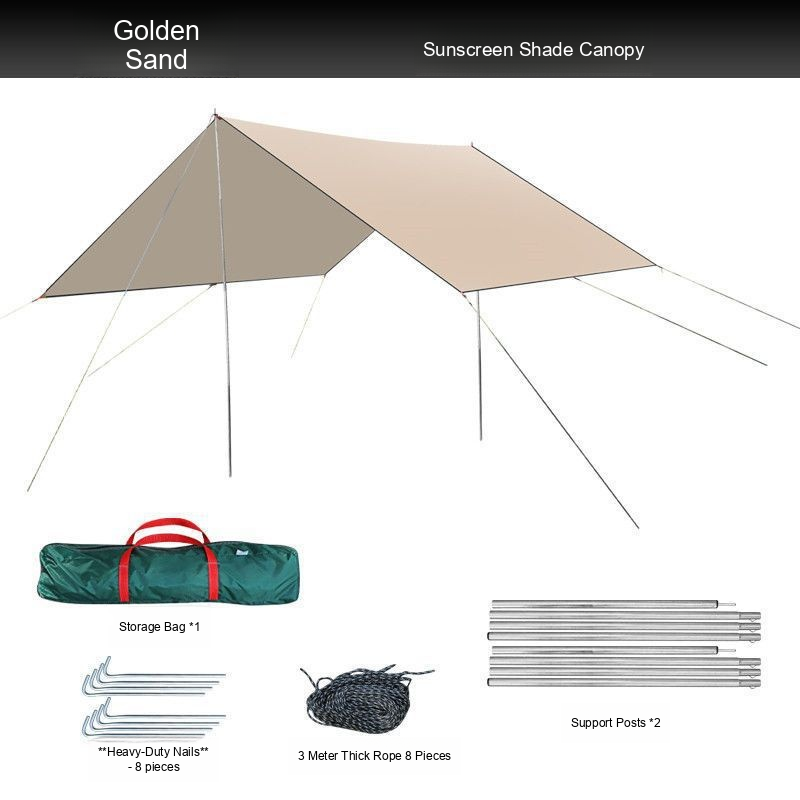 Golden
Sand
Sunscreen Shade Canopy
Storage Bag *1
**Heavy-Duty Nails**
- 8 pieces
3 Meter Thick Rope 8 Pieces
Support Posts *2